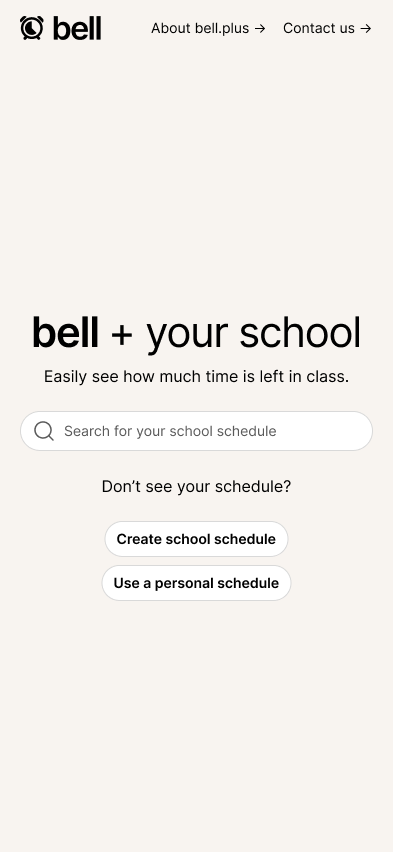 bell
About bell.plus → Contact us →
bell + your school
Easily see how much time is left in class.
Search for your school schedule
Don’t see your schedule?
Create school schedule
Use a personal schedule